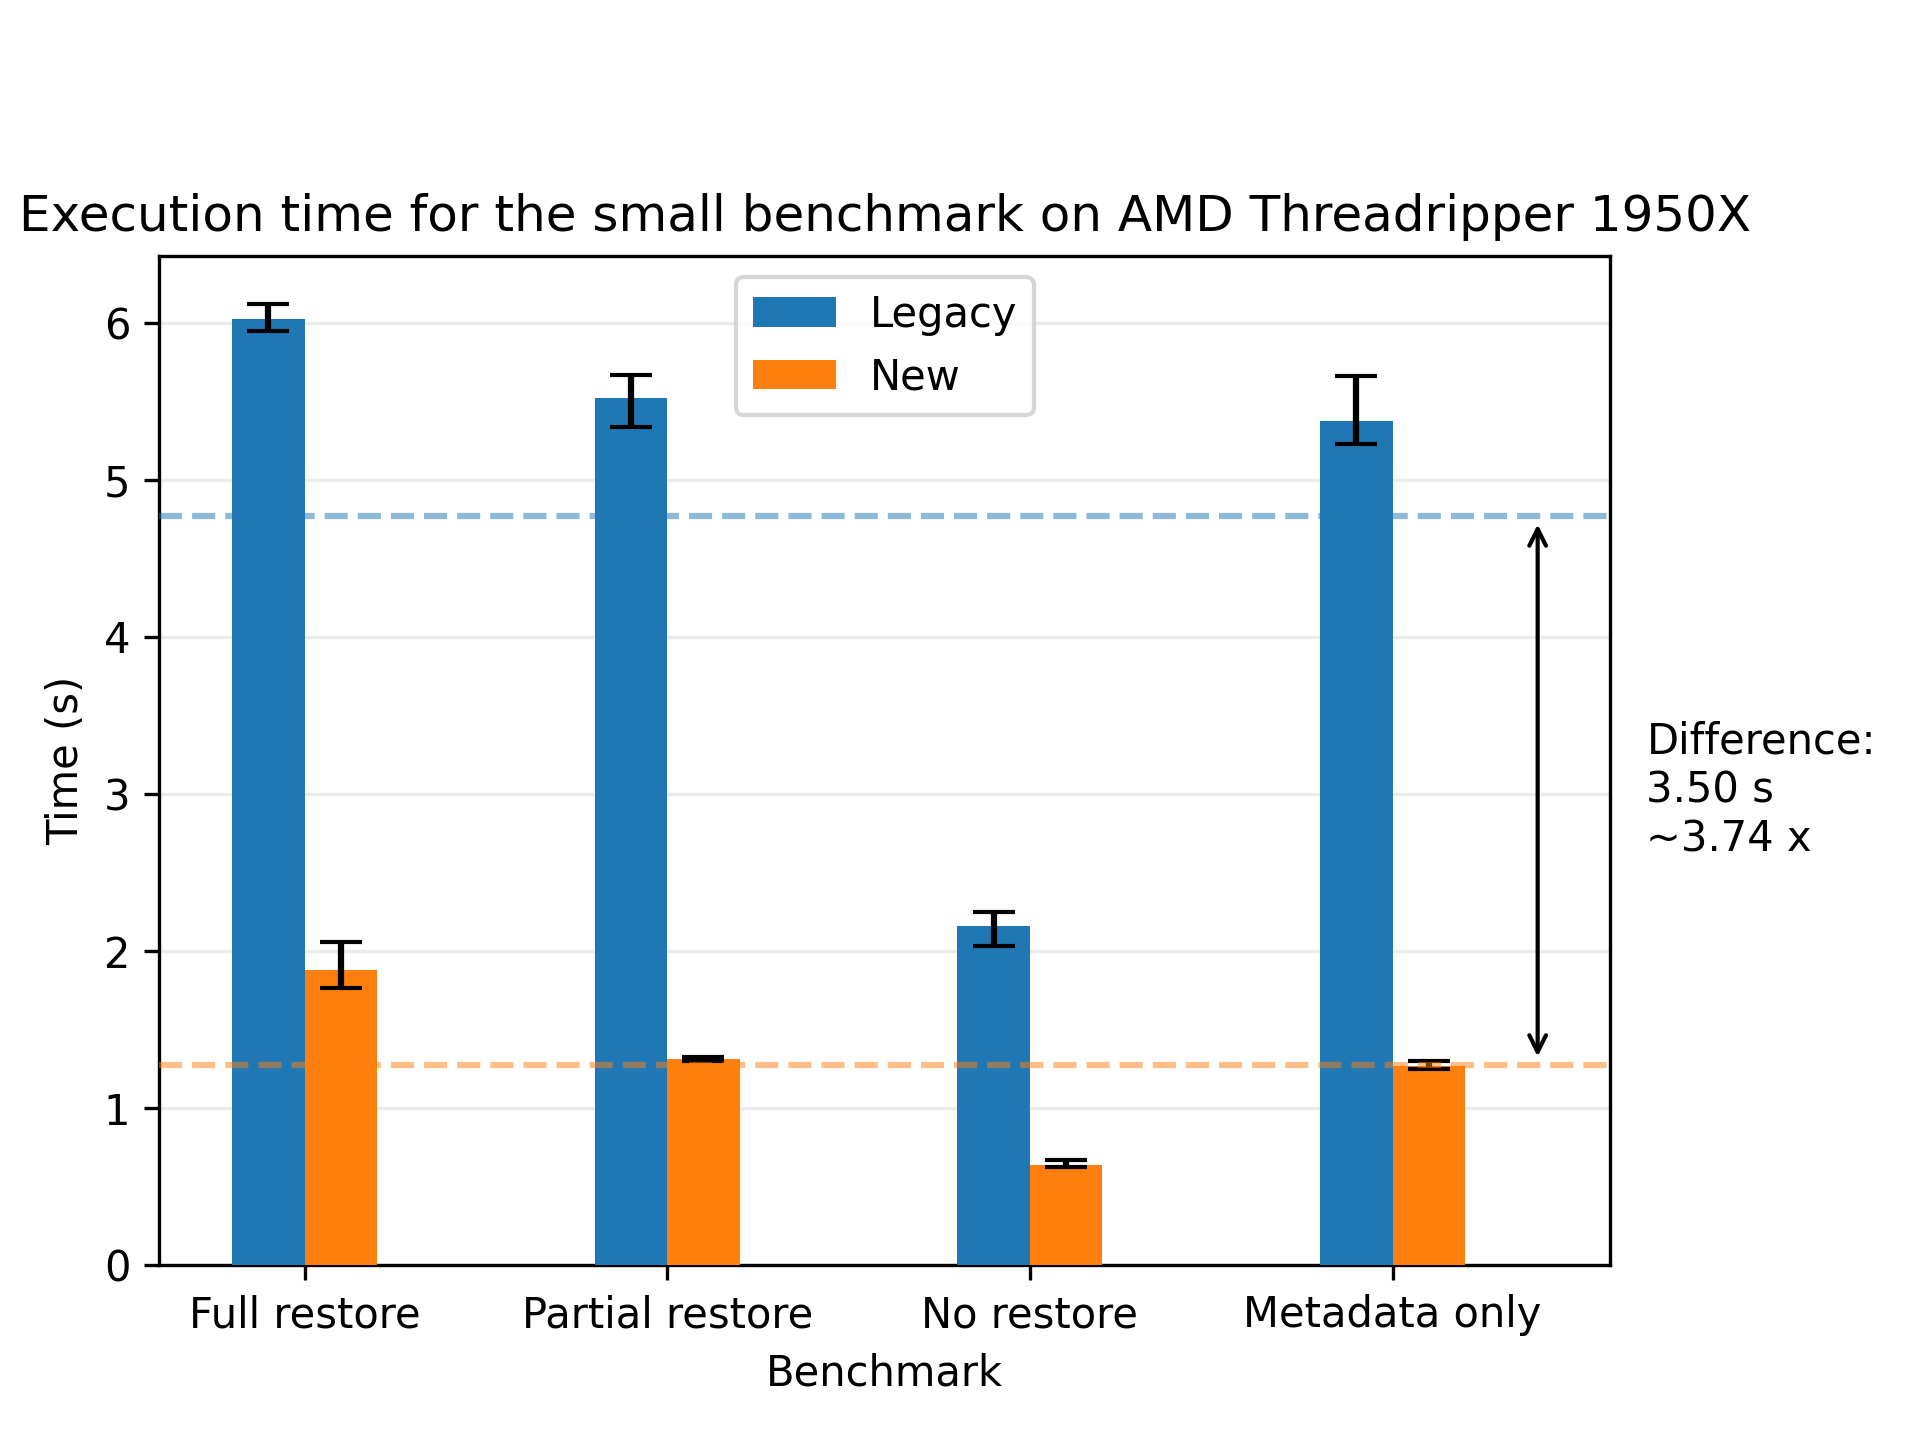 Execution time for the small benchmark on AMD Threadripper 1950X
Legacy
New
6
5
4
3
2
1
0
Time (s)
Difference:
3.50 s
~3.74 x
Full restore
Partial restore
No restore
Metadata only
Benchmark